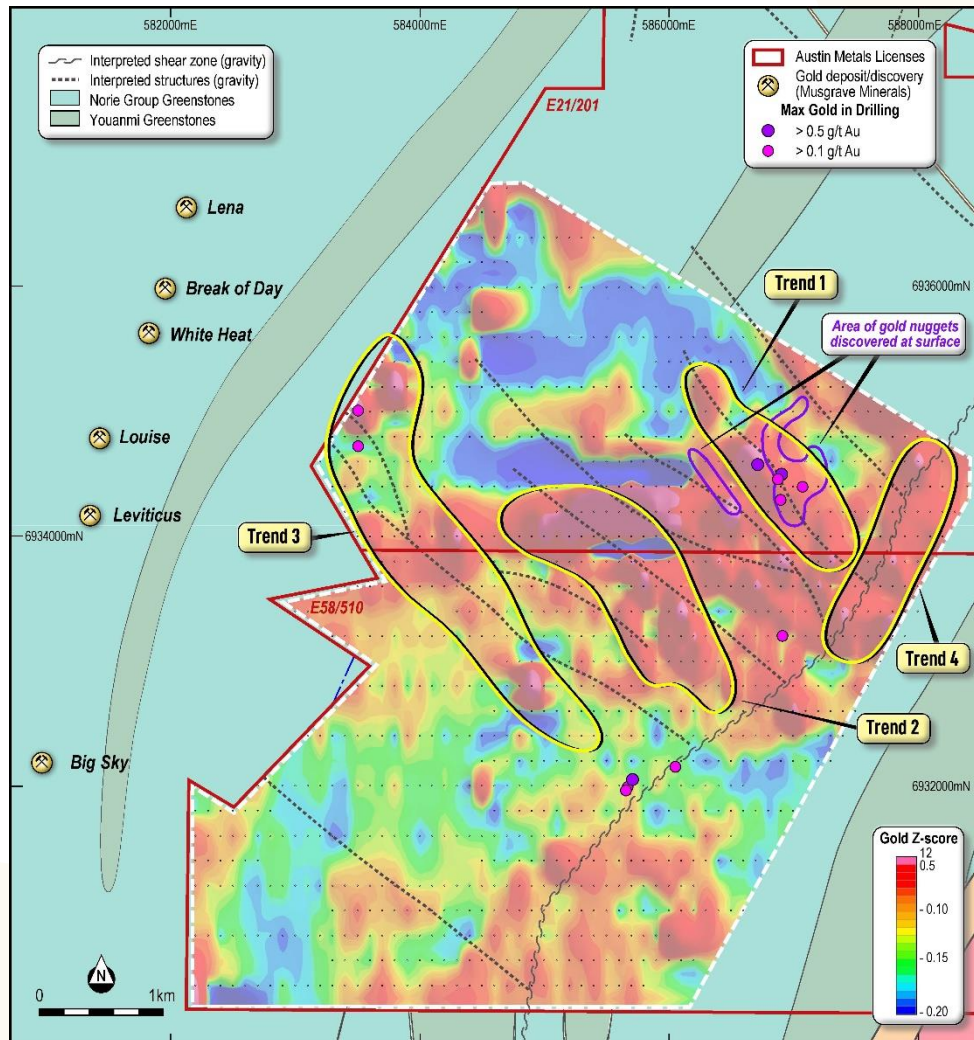 582000mE
584000mE
586000mE
588000mE
Interpreted shear zone (gravity)
Interpreted structures (gravity)
Norie Group Greenstones
Youanmi Greenstones
Austin Metals Licenses
Gold deposit/discovery
(Musgrave Minerals)
Max Gold in Drilling
> 0.5 g/t Au
> 0.1 g/t Au
E21/201
Lena
Break of Day
White Heat
Louise
Leviticus
Big Sky
6936000mN
Trend 1
Area of gold nuggets
discovered at surface
6934000mN
Trend 3
E58/510
Trend 4
Trend 2
6932000mN
Gold Z-score
12
0.5
- 0.10
- 0.15
- 0.20
N
0
1km